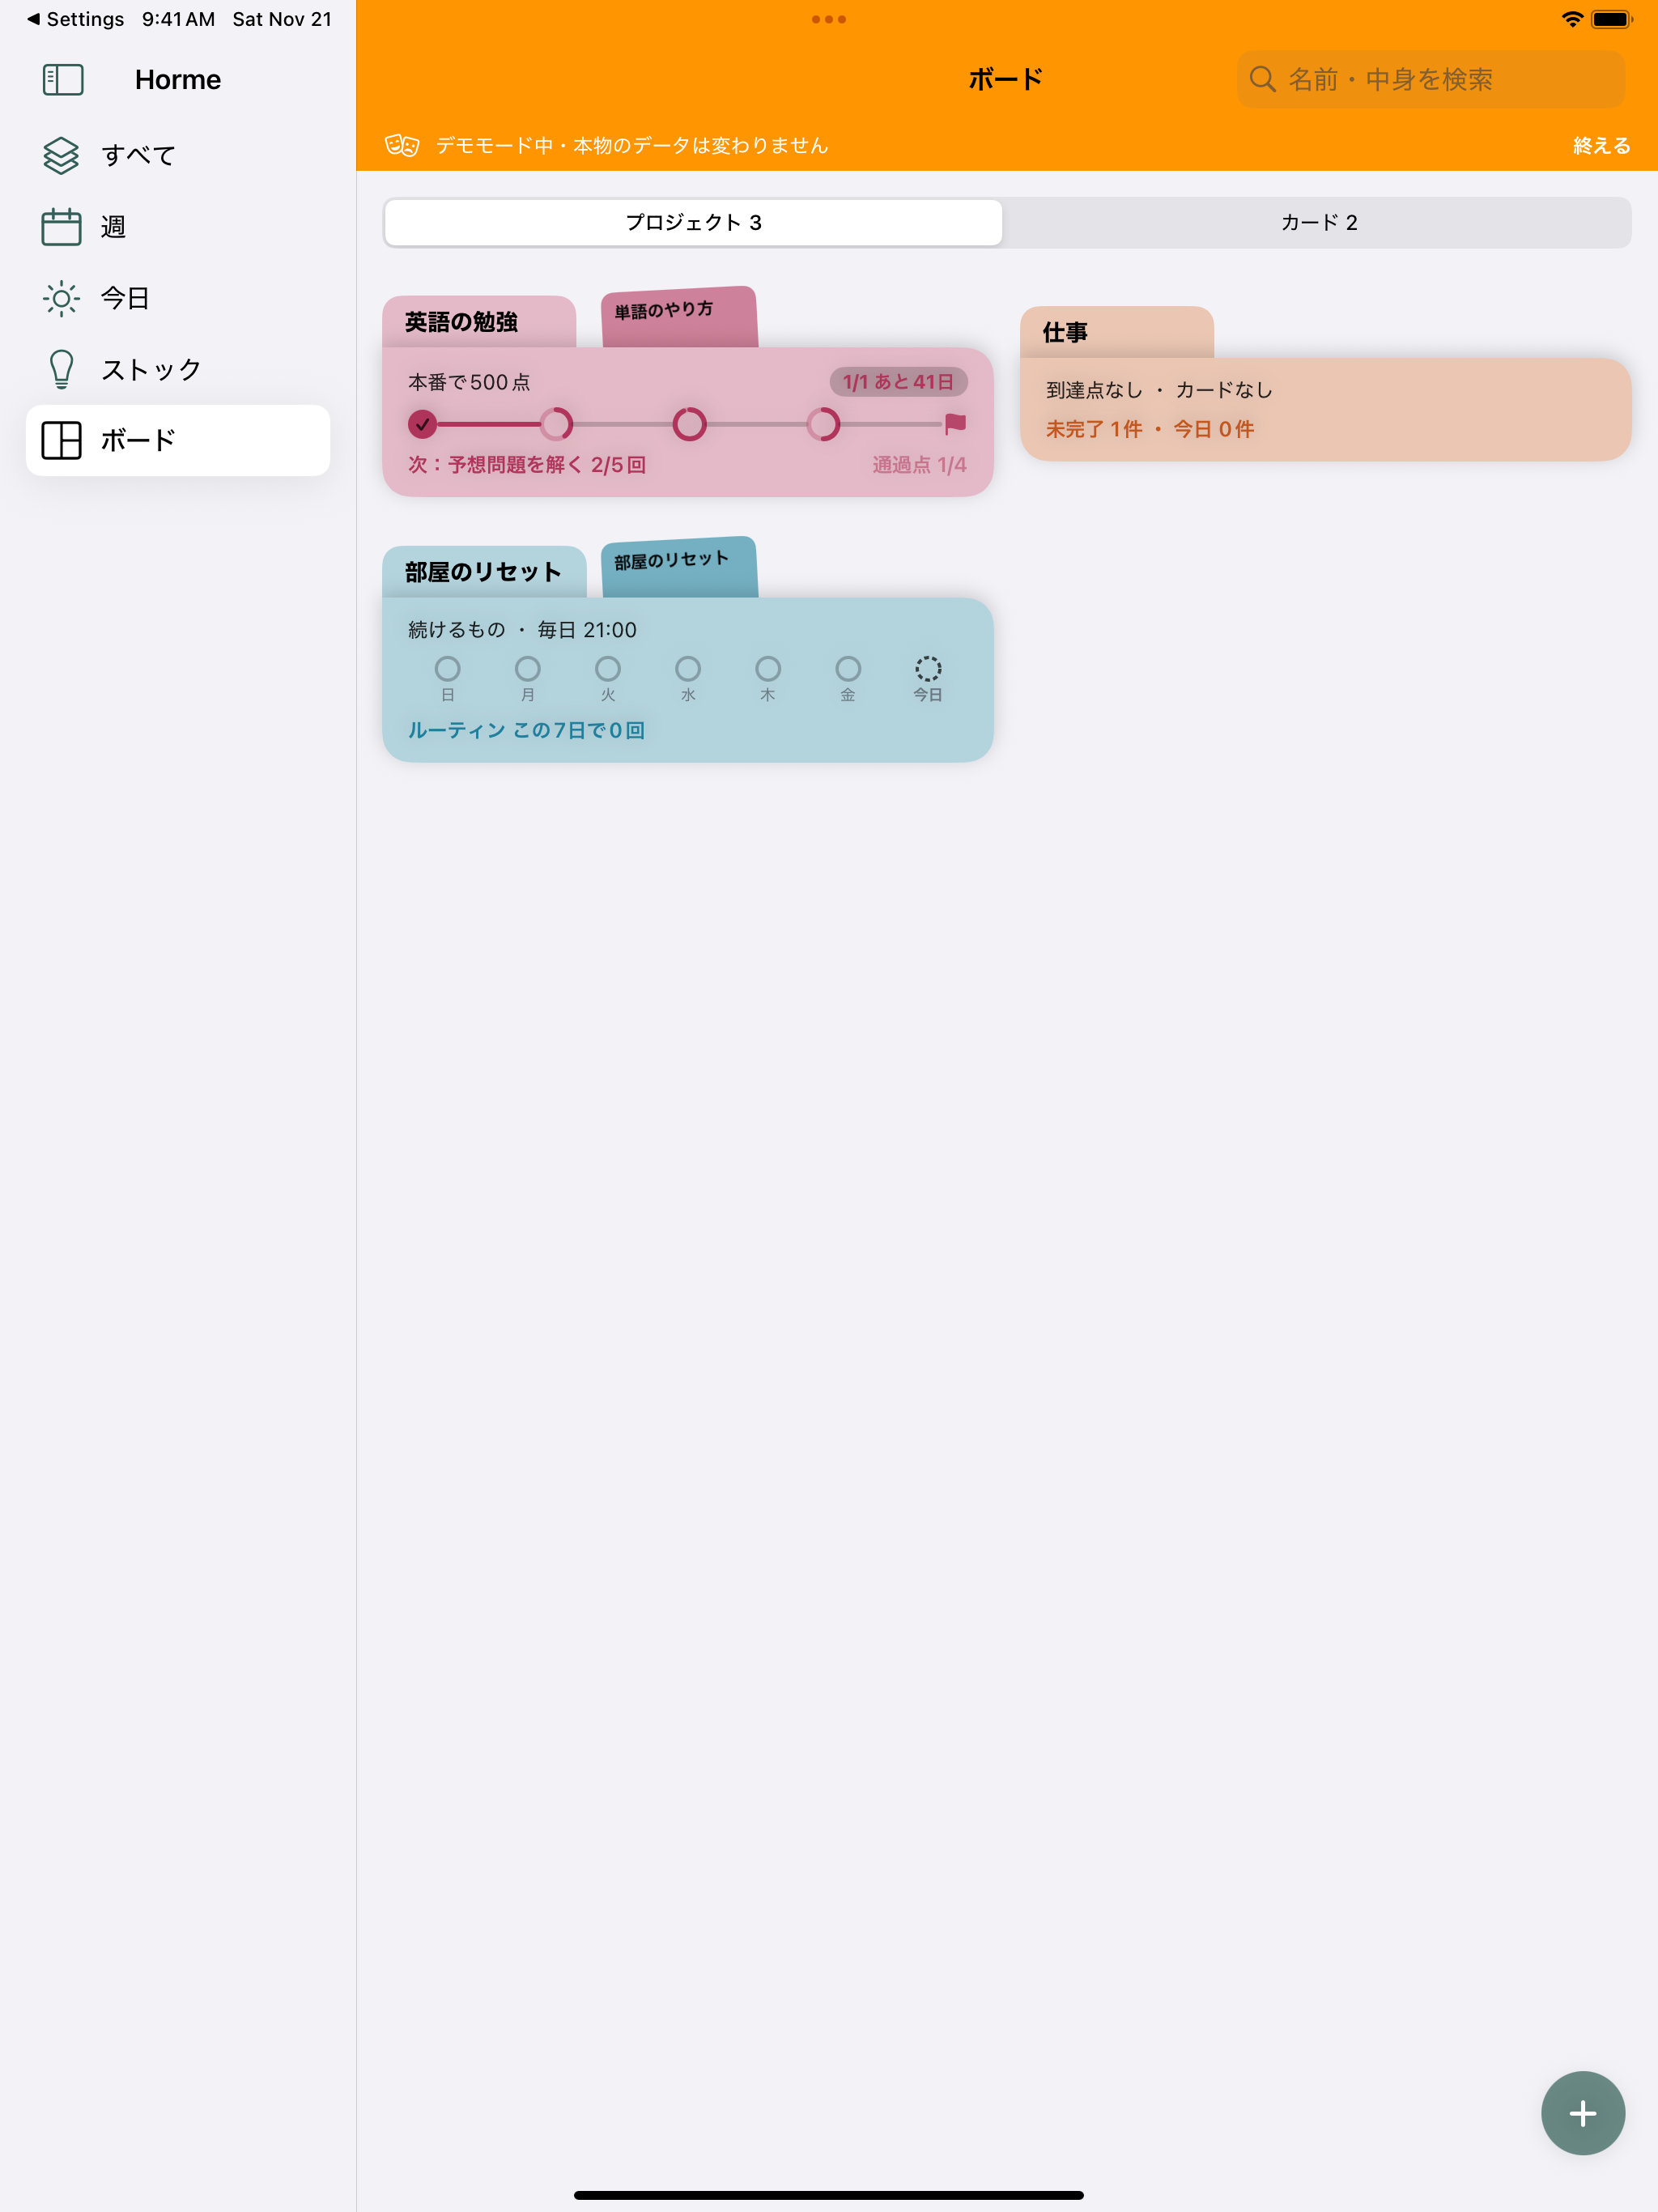 ◀ Settings 9:41 AM Sat Nov 21
Horme
すべて
週
今日
ストック
ボード
ボード
名前・中身を検索
デモモード中・本物のデータは変わりません
終える
プロジェクト 3
カード 2
英語の勉強
単語のやり方
本番で500点
1/1 あと41日
次：予想問題を解く 2/5回
通過点 1/4
仕事
到達点なし ・ カードなし
未完了 1件 ・ 今日 0件
部屋のリセット
部屋のリセット
続けるもの ・ 毎日 21:00
日 月 火 水 木 金 今日
ルーティン この7日で0回